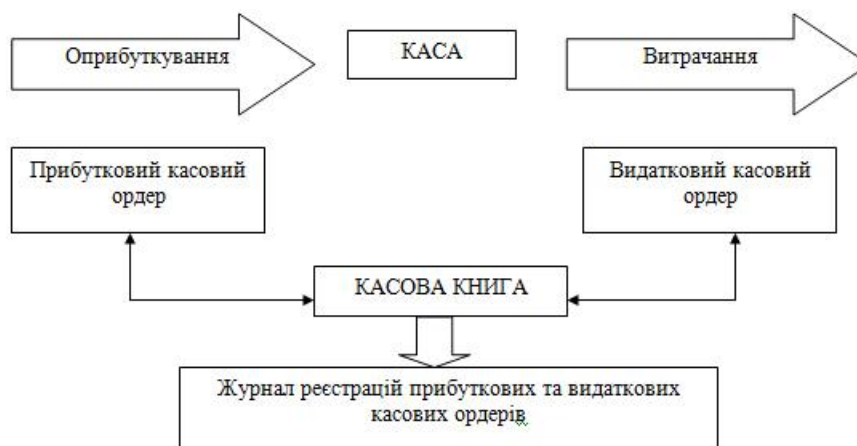 Оприбуткування
КАСА
Витрачання
Прибутковий касовий
ордер
Видатковий касовий
ордер
КАСОВА КНИГА
Журнал реєстрацій прибуткових та видаткових
касових ордерів